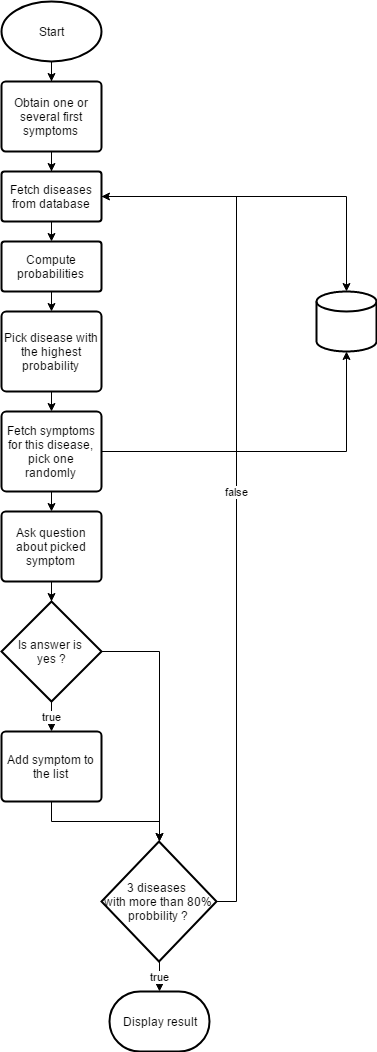 Start
Obtain one or
several first
symptoms
Fetch diseases
from database
Compute
probabilities
Pick disease with
the highest
probability
Fetch symptoms
for this disease,
pick one
randomly
false
Ask question
about picked
symptom
Is answer is
yes ?
true
Add symptom to
the list
3 diseases
with more than 80%
probbility ?
true
Display result